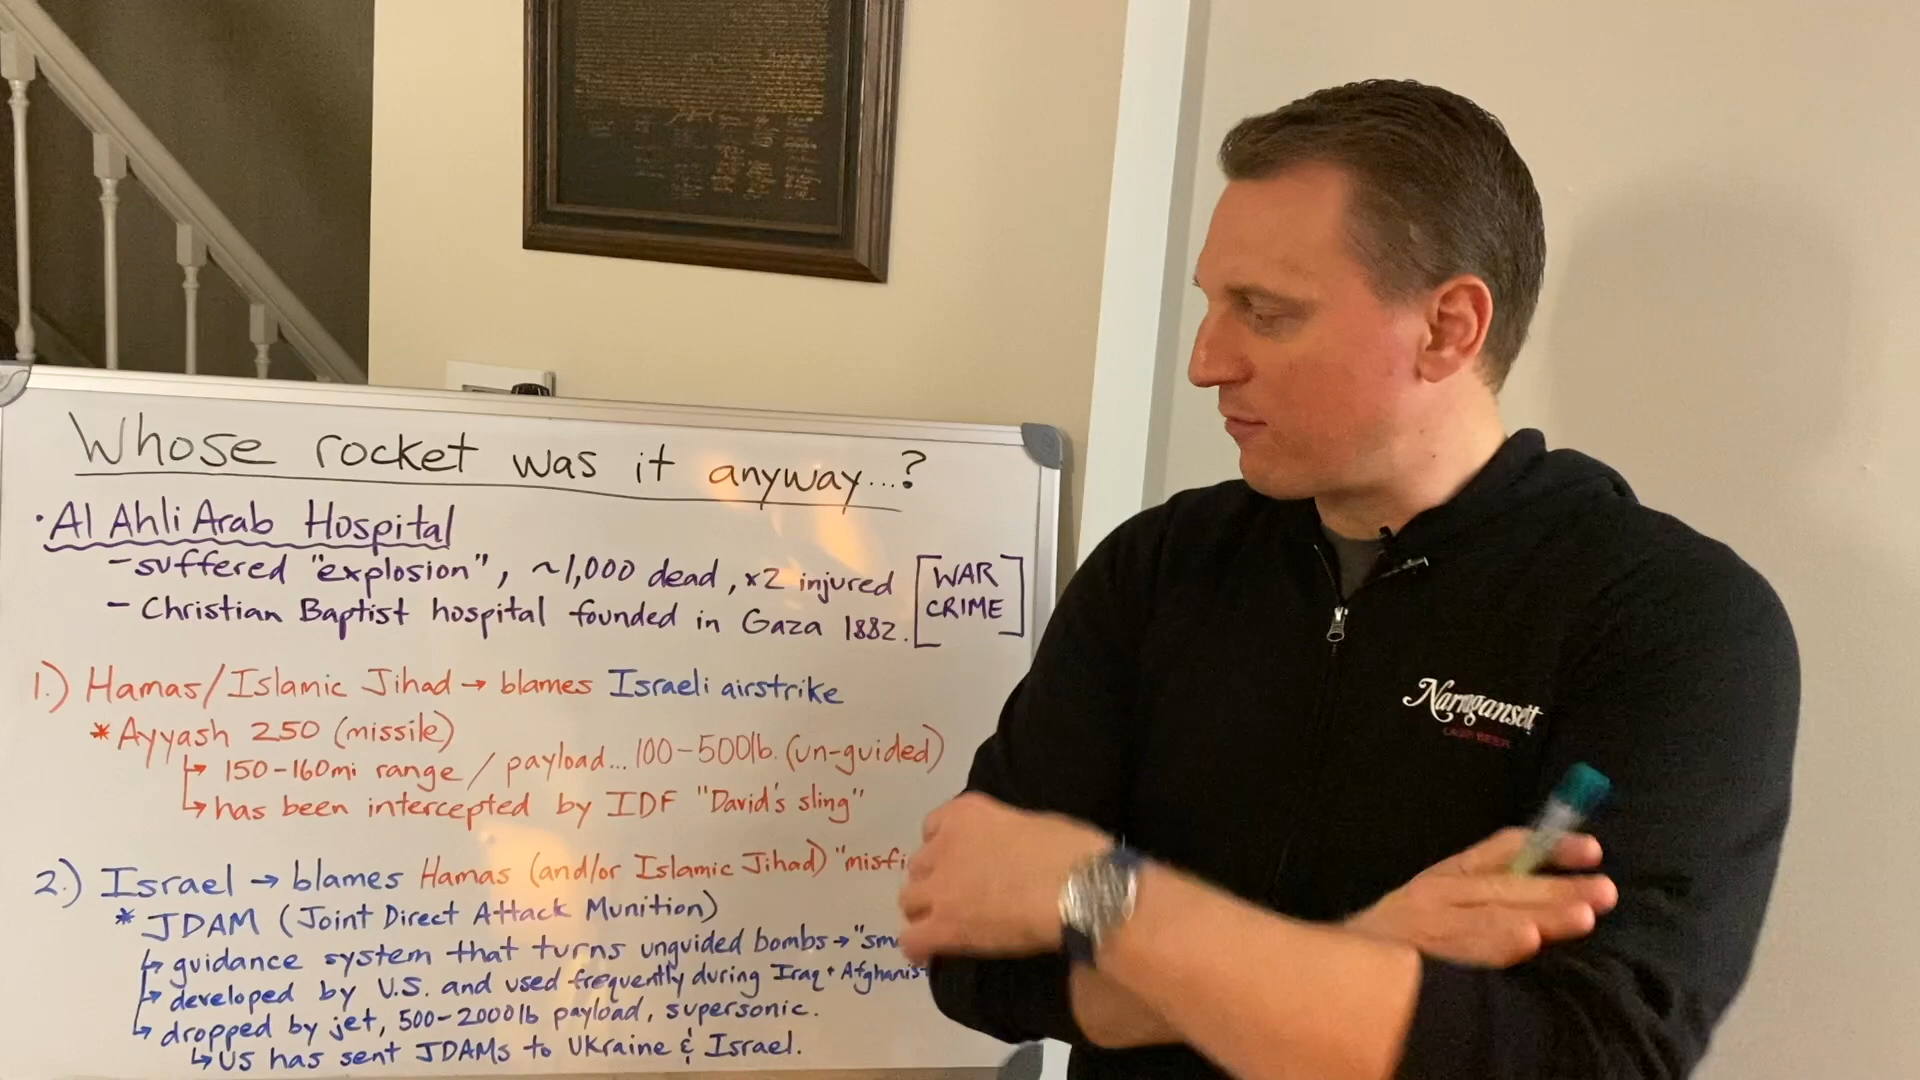 Whose rocket was it anyway...?
• Al Ahli Arab Hospital
- suffered "explosion", ~1,000 dead, x2 injured
- Christian Baptist hospital founded in Gaza 1882.
[WAR
CRIME]
1.) Hamas/Islamic Jihad → blames Israeli airstrike
* Ayyash 250 (missile)
↳ 150-160mi range / payload... 100-500lb. (un-guided)
↳ has been intercepted by IDF "David's sling"
2.) Israel → blames Hamas (and/or Islamic Jihad) "misfi
* JDAM (Joint Direct Attack Munition)
↳ guidance system that turns unguided bombs → "sm
↳ developed by U.S. and used frequently during Iraq + Afghanis
↳ dropped by jet, 500-2000lb payload, supersonic.
↳ US has sent JDAMs to Ukraine & Israel.
Narragansett
LAGER BEER